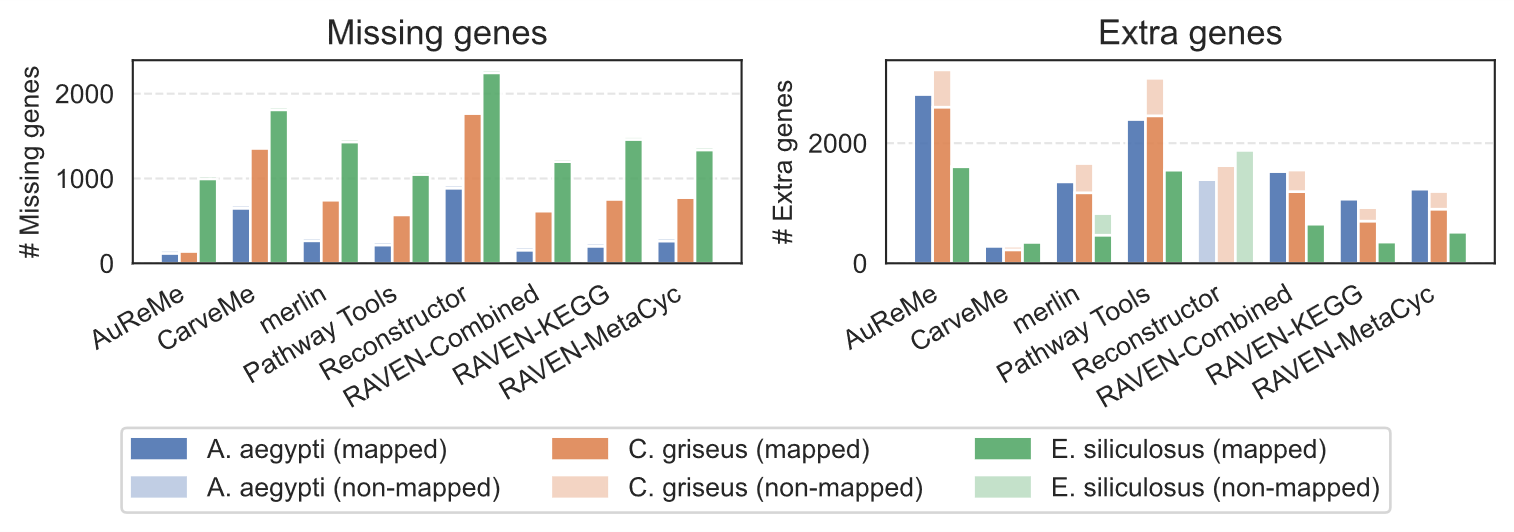 Missing genes
# Missing genes
2000
1000
0
AuReMe
CarveMe
merlin
Pathway Tools
Reconstructor
RAVEN-Combined
RAVEN-KEGG
RAVEN-MetaCyc
Extra genes
# Extra genes
2000
0
AuReMe
CarveMe
merlin
Pathway Tools
Reconstructor
RAVEN-Combined
RAVEN-KEGG
RAVEN-MetaCyc
A. aegypti (mapped)
A. aegypti (non-mapped)
C. griseus (mapped)
C. griseus (non-mapped)
E. siliculosus (mapped)
E. siliculosus (non-mapped)